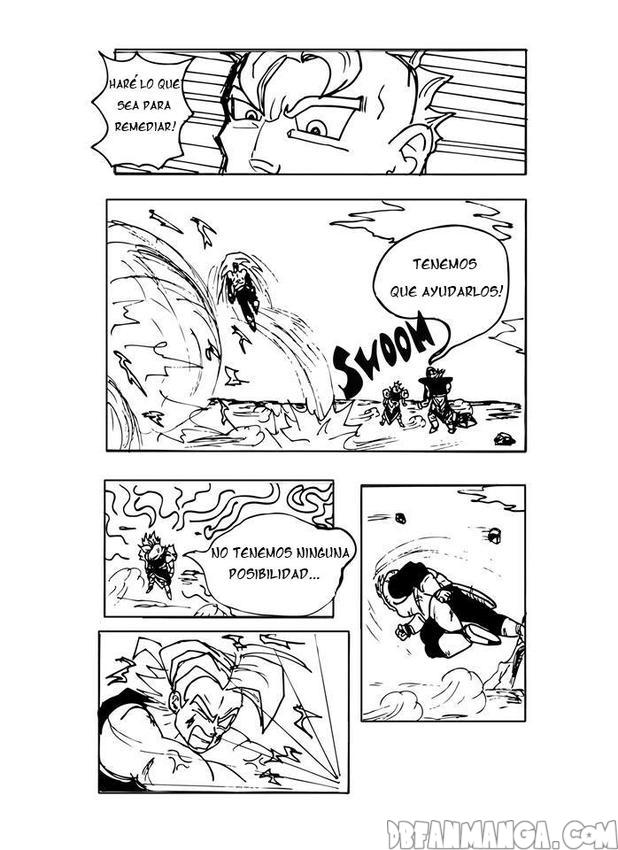 HARÉ LO QUE
SEA PARA
REMEDIAR!
TENEMOS
QUE AYUDARLOS!
SWOOM
NO TENEMOS NINGUNA
POSIBILIDAD...
DBFANMANGA.COM